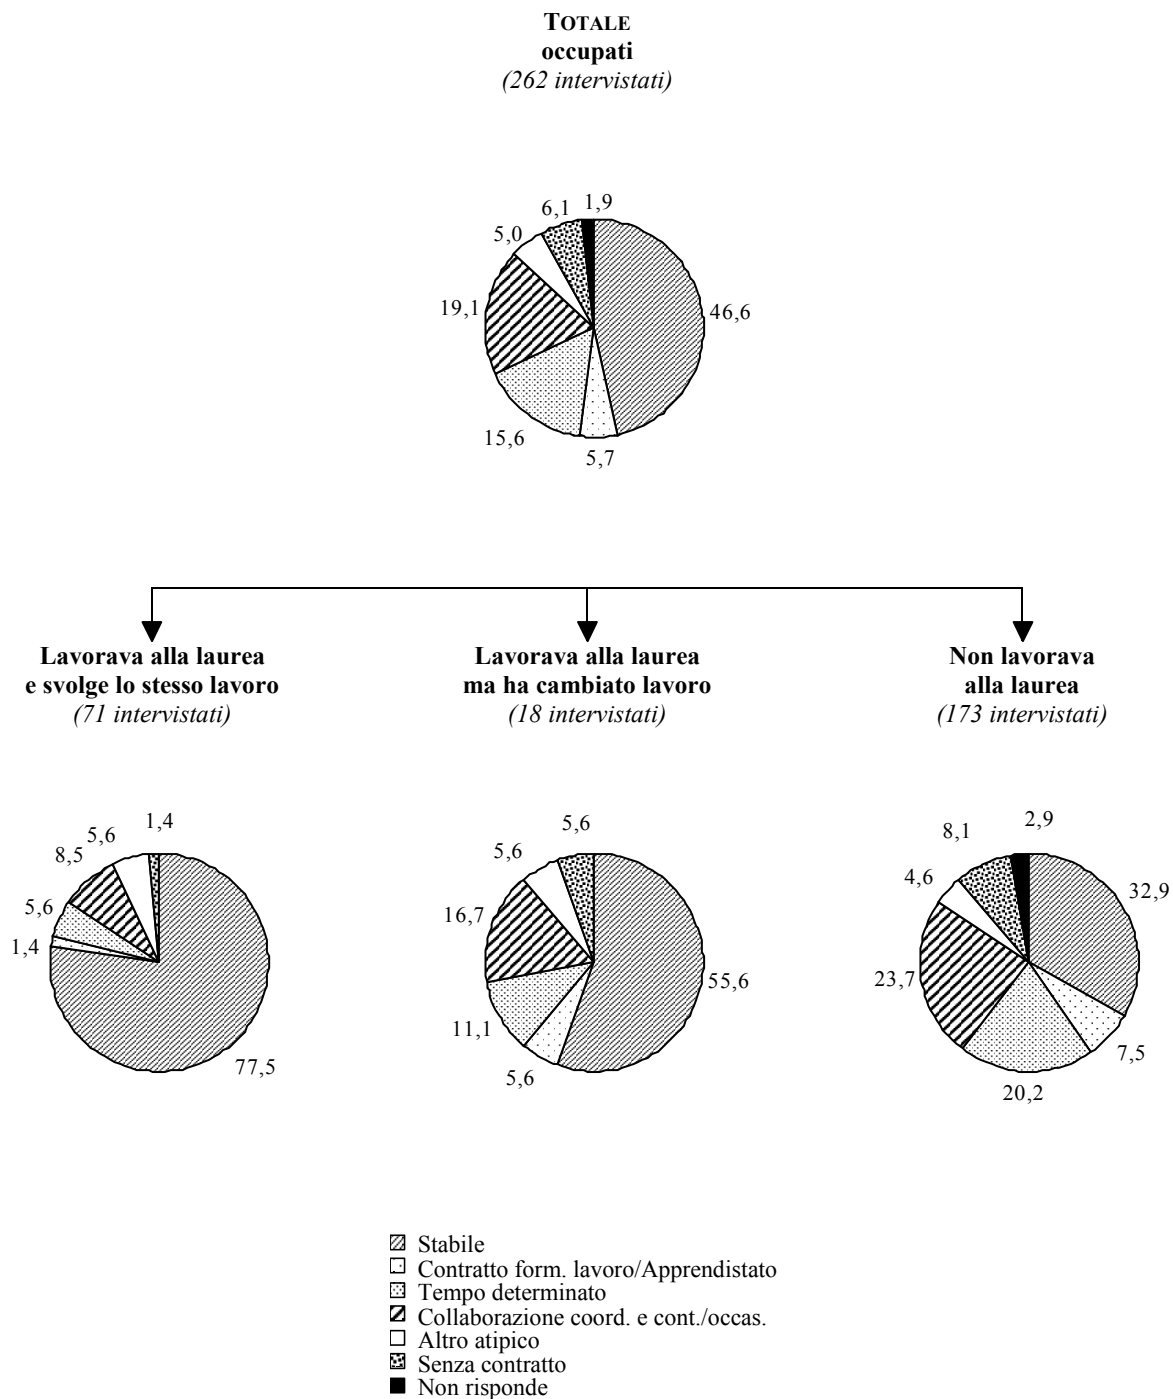 TOTALE
occupati
(262 intervistati)
6,1
1,9
5,0
19,1
46,6
15,6
5,7
Lavorava alla laurea
e svolge lo stesso lavoro
(71 intervistati)
Lavorava alla laurea
ma ha cambiato lavoro
(18 intervistati)
Non lavorava
alla laurea
(173 intervistati)
1,4
5,6
8,5
5,6
1,4
77,5
5,6
5,6
16,7
55,6
11,1
5,6
2,9
8,1
4,6
32,9
23,7
7,5
20,2
Stabile
Contratto form. lavoro/Apprendistato
Tempo determinato
Collaborazione coord. e cont./occas.
Altro atipico
Senza contratto
Non risponde